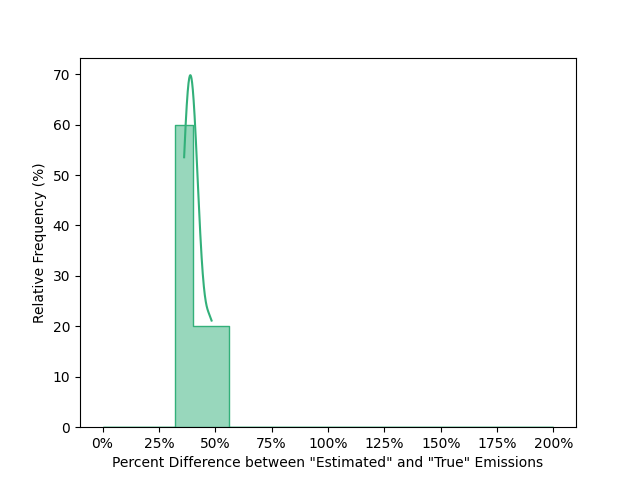 70
60
50
40
30
20
10
0
Relative Frequency (%)
0% 25% 50% 75% 100% 125% 150% 175% 200%
Percent Difference between "Estimated" and "True" Emissions